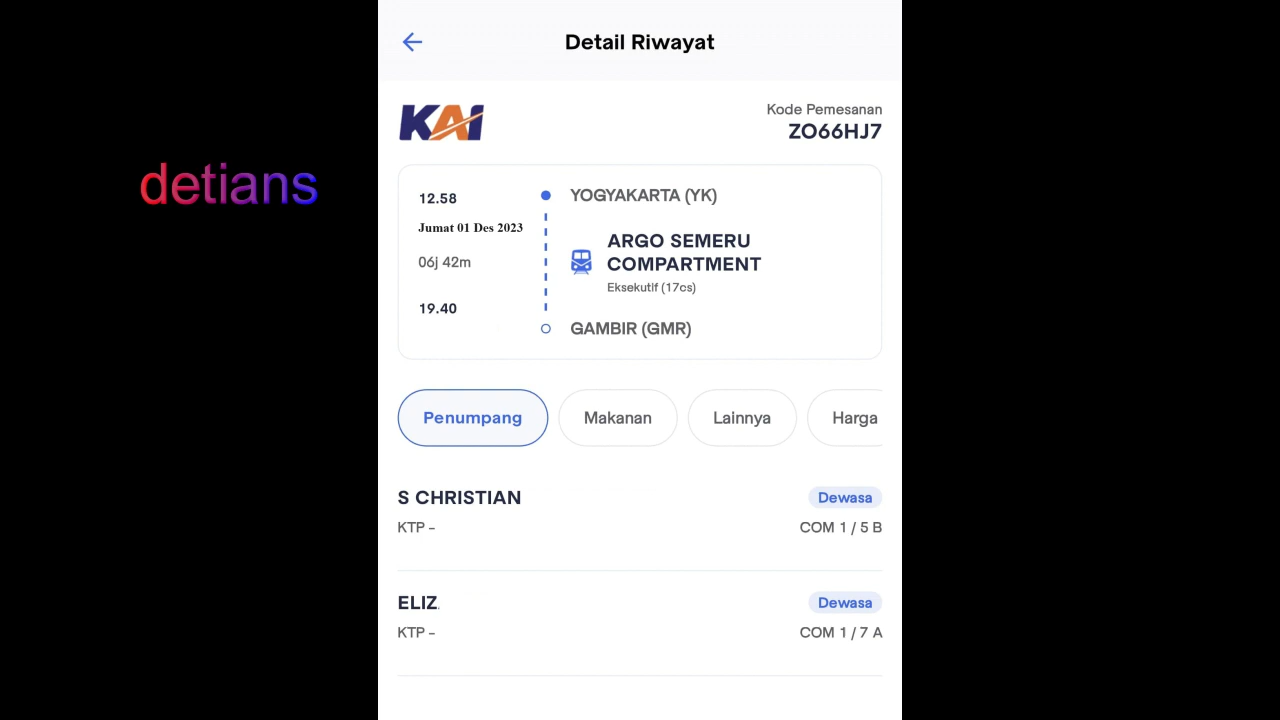 Detail Riwayat
detians
KAI
Kode Pemesanan
ZO66HJ7
12.58
YOGYAKARTA (YK)
Jumat 01 Des 2023
ARGO SEMERU
COMPARTMENT
06j 42m
Eksekutif (17cs)
19.40
GAMBIR (GMR)
Penumpang
Makanan
Lainnya
Harga
S CHRISTIAN
Dewasa
KTP -
COM 1 / 5 B
ELIZ.
Dewasa
KTP -
COM 1 / 7 A